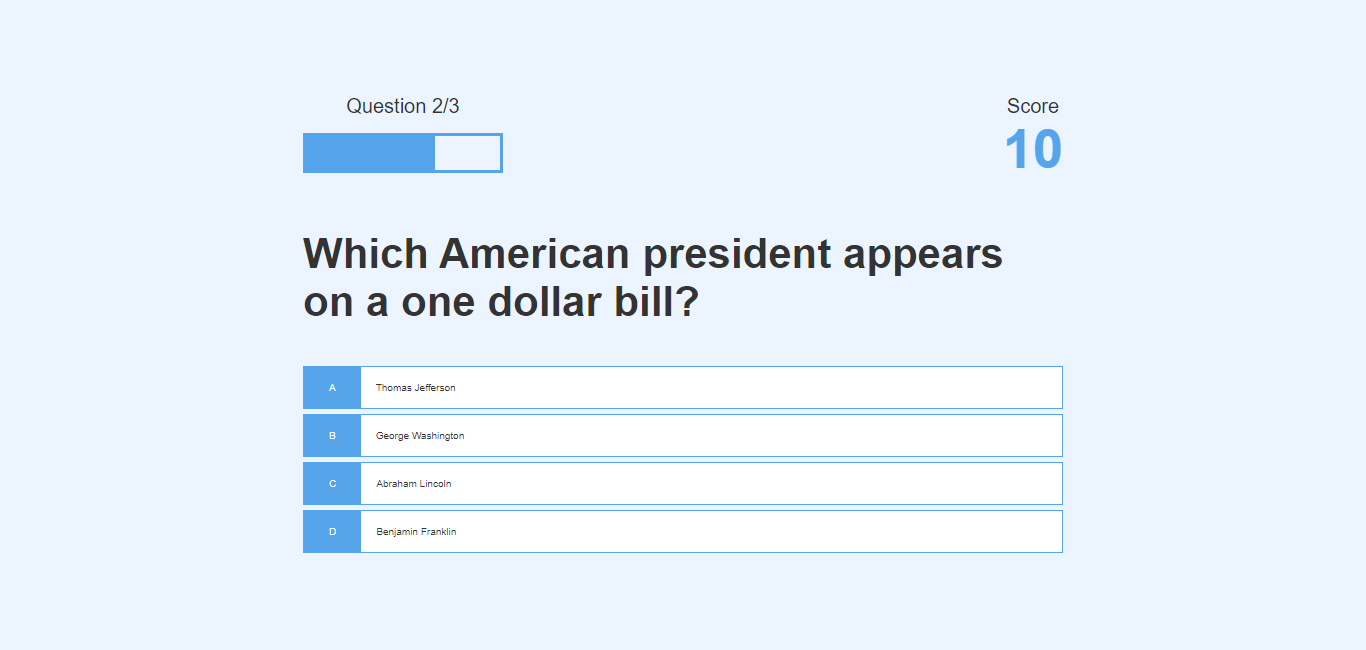 Question 2/3
Score
10
Which American president appears
on a one dollar bill?
A Thomas Jefferson
B George Washington
C Abraham Lincoln
D Benjamin Franklin